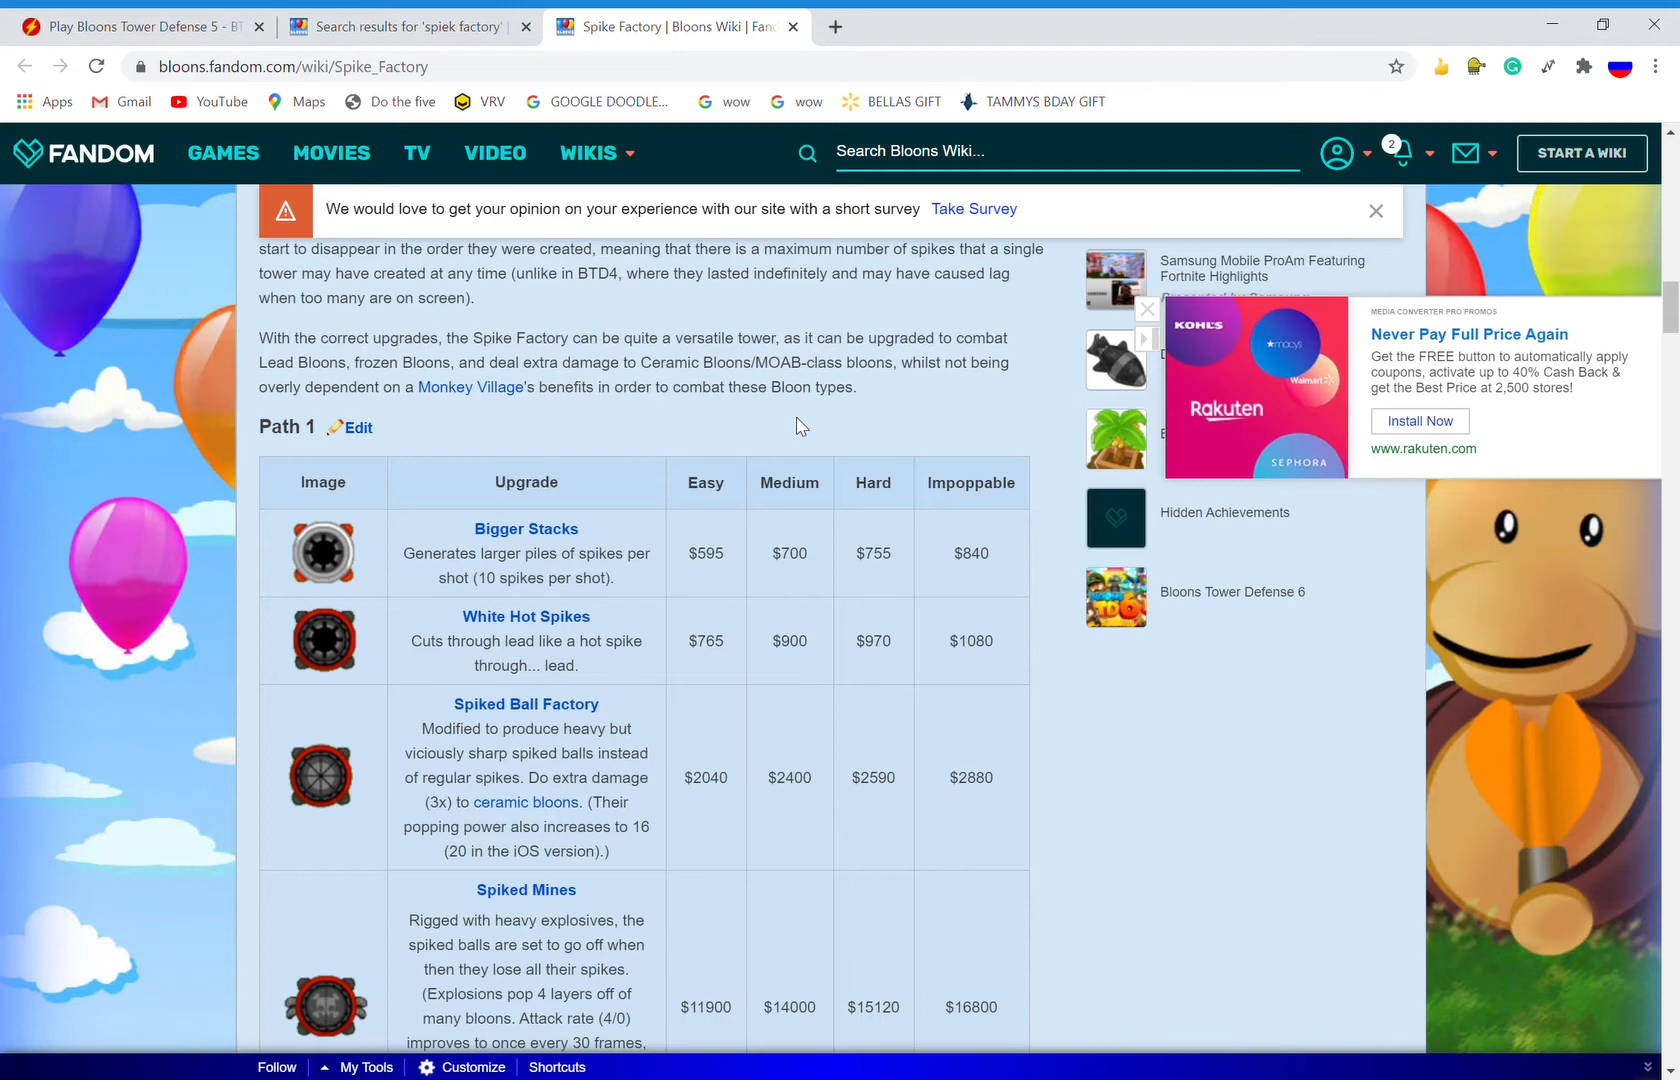 Play Bloons Tower Defense 5 - BT
Search results for 'spiek factory' |
Spike Factory | Bloons Wiki | Fand
bloons.fandom.com/wiki/Spike_Factory
Apps Gmail YouTube Maps Do the five VRV GOOGLE DOODLE... wow wow BELLAS GIFT TAMMYS BDAY GIFT
FANDOM GAMES MOVIES TV VIDEO WIKIS Search Bloons Wiki... 2 START A WIKI
We would love to get your opinion on your experience with our site with a short survey Take Survey
start to disappear in the order they were created, meaning that there is a maximum number of spikes that a single
tower may have created at any time (unlike in BTD4, where they lasted indefinitely and may have caused lag
when too many are on screen).
With the correct upgrades, the Spike Factory can be quite a versatile tower, as it can be upgraded to combat
Lead Bloons, frozen Bloons, and deal extra damage to Ceramic Bloons/MOAB-class bloons, whilst not being
overly dependent on a Monkey Village's benefits in order to combat these Bloon types.
Path 1 Edit
Image Upgrade Easy Medium Hard Impoppable
Bigger Stacks
Generates larger piles of spikes per
shot (10 spikes per shot).
$595 $700 $755 $840
White Hot Spikes
Cuts through lead like a hot spike
through... lead.
$765 $900 $970 $1080
Spiked Ball Factory
Modified to produce heavy but
viciously sharp spiked balls instead
of regular spikes. Do extra damage
(3x) to ceramic bloons. (Their
popping power also increases to 16
(20 in the iOS version).)
$2040 $2400 $2590 $2880
Spiked Mines
Rigged with heavy explosives, the
spiked balls are set to go off when
then they lose all their spikes.
(Explosions pop 4 layers off of
many bloons. Attack rate (4/0)
improves to once every 30 frames,
$11900 $14000 $15120 $16800
Samsung Mobile ProAm Featuring
Fortnite Highlights
Hidden Achievements
Bloons Tower Defense 6
KOHL'S
macys
Walmart
Rakuten
SEPHORA
MEDIA CONVERTER PRO PROMOS
Never Pay Full Price Again
Get the FREE button to automatically apply
coupons, activate up to 40% Cash Back &
get the Best Price at 2,500 stores!
Install Now
www.rakuten.com
Follow My Tools Customize Shortcuts